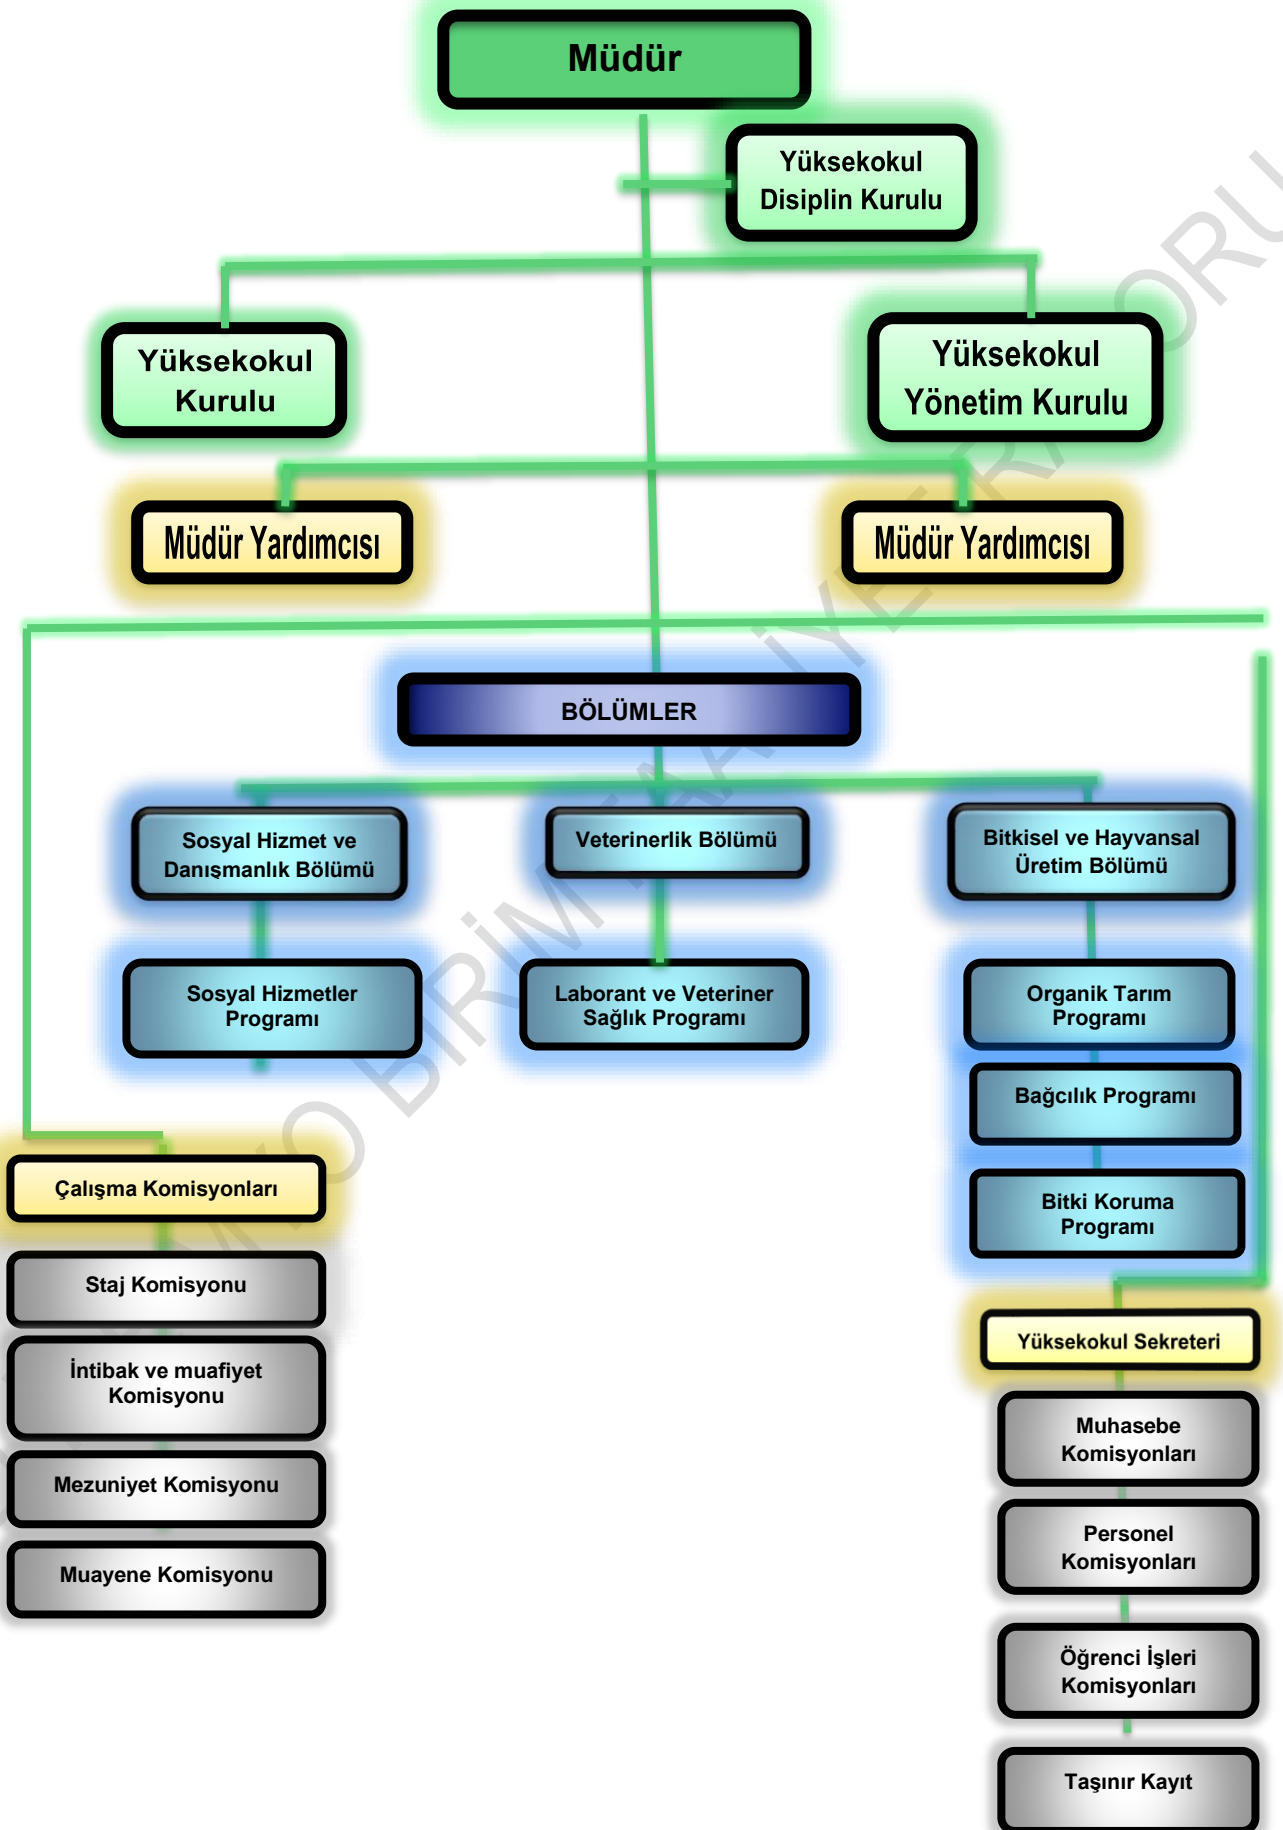 Müdür
Yüksekokul
Disiplin Kurulu
Yüksekokul
Kurulu
Yüksekokul
Yönetim Kurulu
Müdür Yardımcısı
Müdür Yardımcısı
BÖLÜMLER
Sosyal Hizmet ve
Danışmanlık Bölümü
Veterinerlik Bölümü
Bitkisel ve Hayvansal
Üretim Bölümü
Sosyal Hizmetler
Programı
Laborant ve Veteriner
Sağlık Programı
Organik Tarım
Programı
Bağcılık Programı
Bitki Koruma
Programı
Çalışma Komisyonları
Staj Komisyonu
İntibak ve muafiyet
Komisyonu
Mezuniyet Komisyonu
Muayene Komisyonu
Yüksekokul Sekreteri
Muhasebe
Komisyonları
Personel
Komisyonları
Öğrenci İşleri
Komisyonları
Taşınır Kayıt